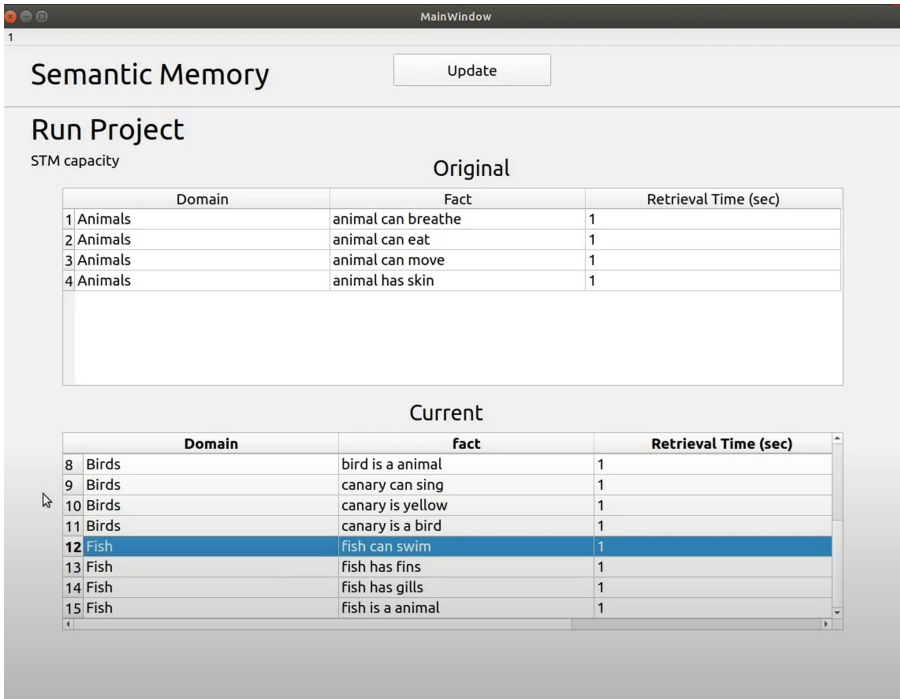 MainWindow
1
Semantic Memory
Update
Run Project
STM capacity
Original
Domain Fact Retrieval Time (sec)
1 Animals animal can breathe 1
2 Animals animal can eat 1
3 Animals animal can move 1
4 Animals animal has skin 1
Current
Domain fact Retrieval Time (sec)
8 Birds bird is a animal 1
9 Birds canary can sing 1
10 Birds canary is yellow 1
11 Birds canary is a bird 1
12 Fish fish can swim 1
13 Fish fish has fins 1
14 Fish fish has gills 1
15 Fish fish is a animal 1